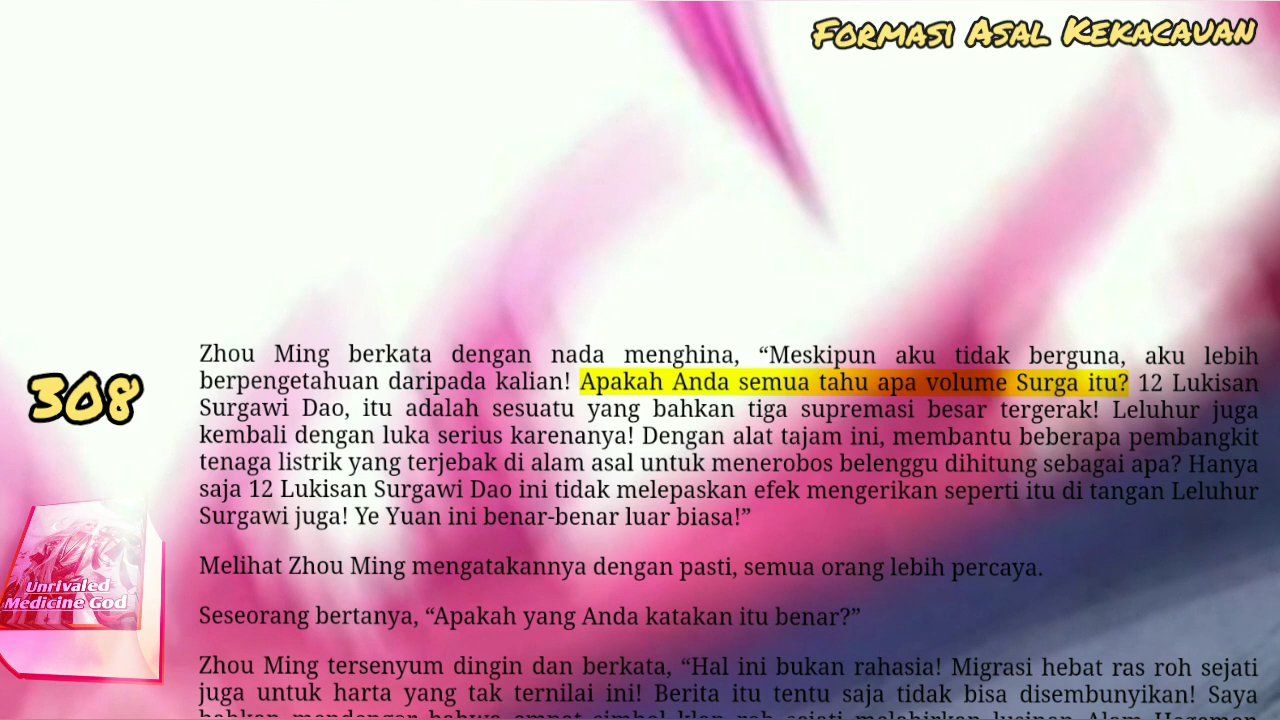 Formasi Asal Kekacauan
Zhou Ming berkata dengan nada menghina, “Meskipun aku tidak berguna, aku lebih
berpengetahuan daripada kalian! Apakah Anda semua tahu apa volume Surga itu? 12 Lukisan
Surgawi Dao, itu adalah sesuatu yang bahkan tiga supremasi besar tergerak! Leluhur juga
kembali dengan luka serius karenanya! Dengan alat tajam ini, membantu beberapa pembangkit
tenaga listrik yang terjebak di alam asal untuk menerobos belenggu dihitung sebagai apa? Hanya
saja 12 Lukisan Surgawi Dao ini tidak melepaskan efek mengerikan seperti itu di tangan Leluhur
Surgawi juga! Ye Yuan ini benar-benar luar biasa!”
308
Melihat Zhou Ming mengatakannya dengan pasti, semua orang lebih percaya.
Seseorang bertanya, “Apakah yang Anda katakan itu benar?”
Unrivaled
Medicine God
Zhou Ming tersenyum dingin dan berkata, “Hal ini bukan rahasia! Migrasi hebat ras roh sejati
juga untuk harta yang tak ternilai ini! Berita itu tentu saja tidak bisa disembunyikan! Saya